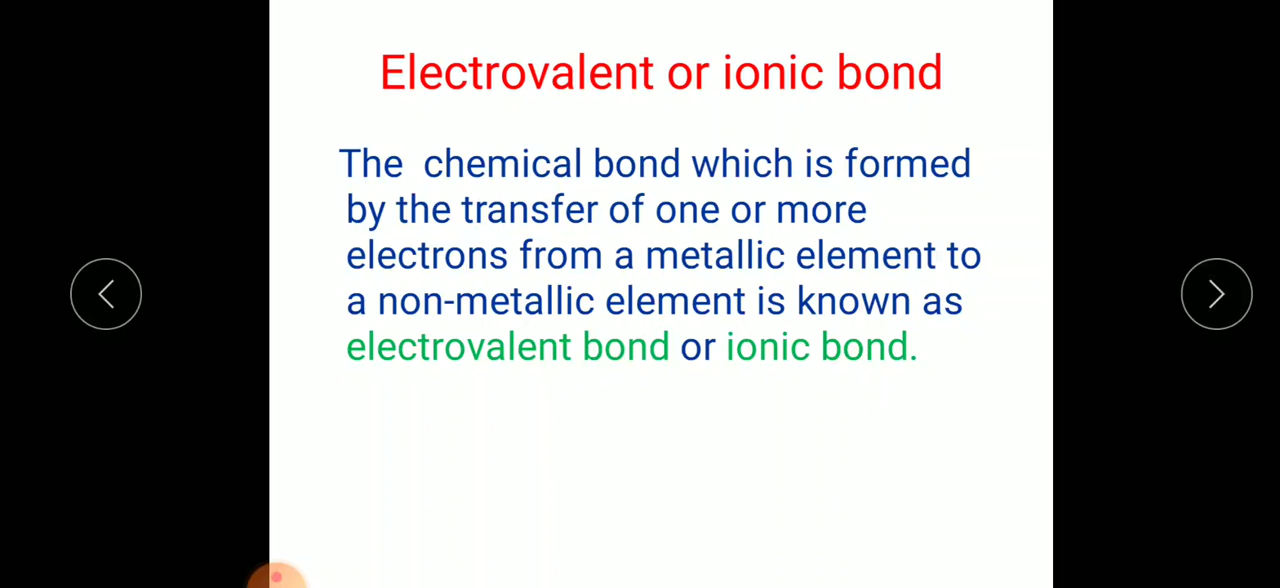 Electrovalent or ionic bond
The chemical bond which is formed
by the transfer of one or more
electrons from a metallic element to
a non-metallic element is known as
electrovalent bond or ionic bond.